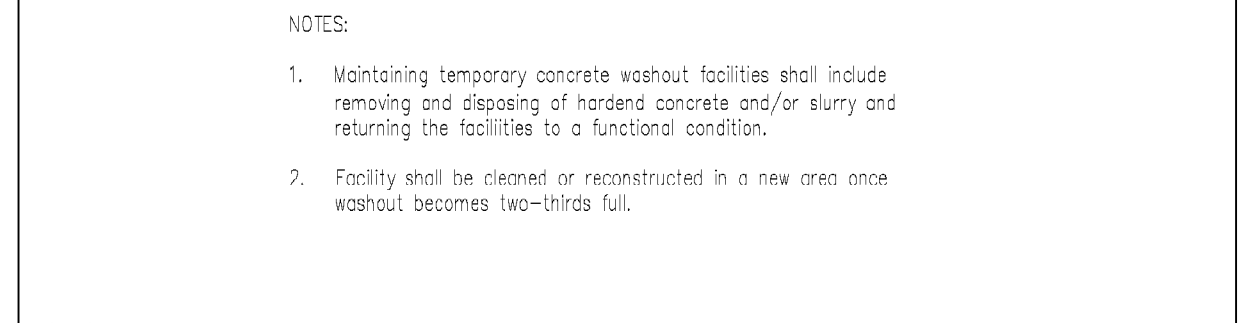 NOTES:
1. Maintaining temporary concrete washout facilities shall include
removing and disposing of hardend concrete and/or slurry and
returning the faciliities to a functional condition.
2. Facility shall be cleaned or reconstructed in a new area once
washout becomes two-thirds full.